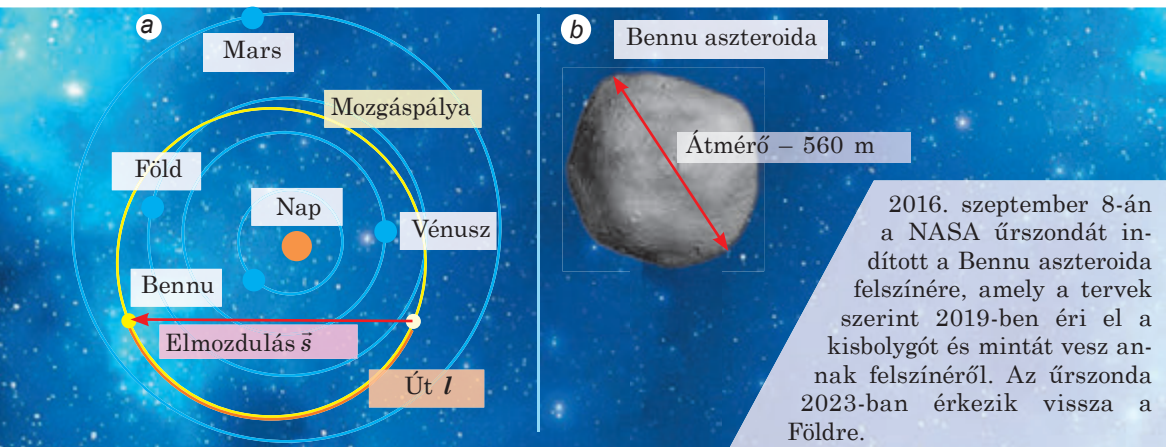 a
Mars
Mozgáspálya
Föld
Nap
Vénusz
Bennu
Elmozdulás s⃗
Út l
b
Bennu aszteroida
Átmérő – 560 m
2016. szeptember 8-án
a NASA űrszondát in-
dított a Bennu aszteroida
felszínére, amely a tervek
szerint 2019-ben éri el a
kisbolygót és mintát vesz an-
nak felszínéről. Az űrszonda
2023-ban érkezik vissza a
Földre.